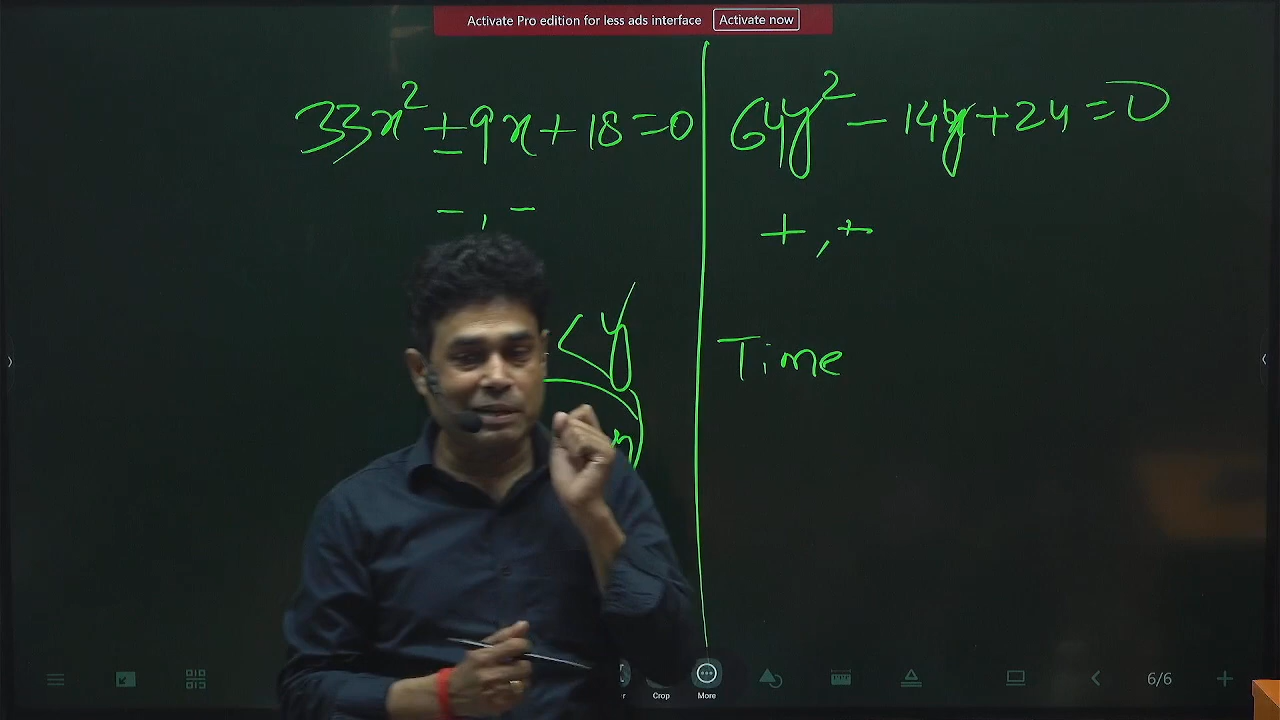 Activate Pro edition for less ads interface Activate now
33x² ± 9x + 18 = 0
64y² - 14y + 24 = 0
- , -
+ , +
< y
Time
Crop
More
6/6